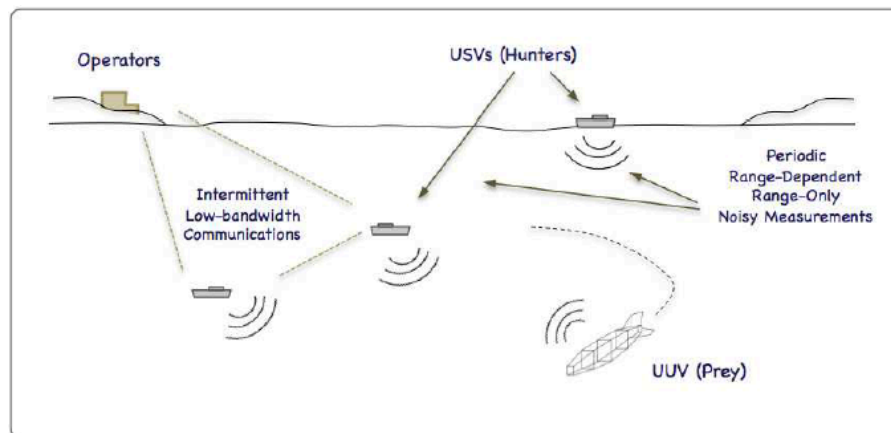 Operators
USVs (Hunters)
Periodic
Range-Dependent
Range-Only
Noisy Measurements
Intermittent
Low-bandwidth
Communications
UUV (Prey)